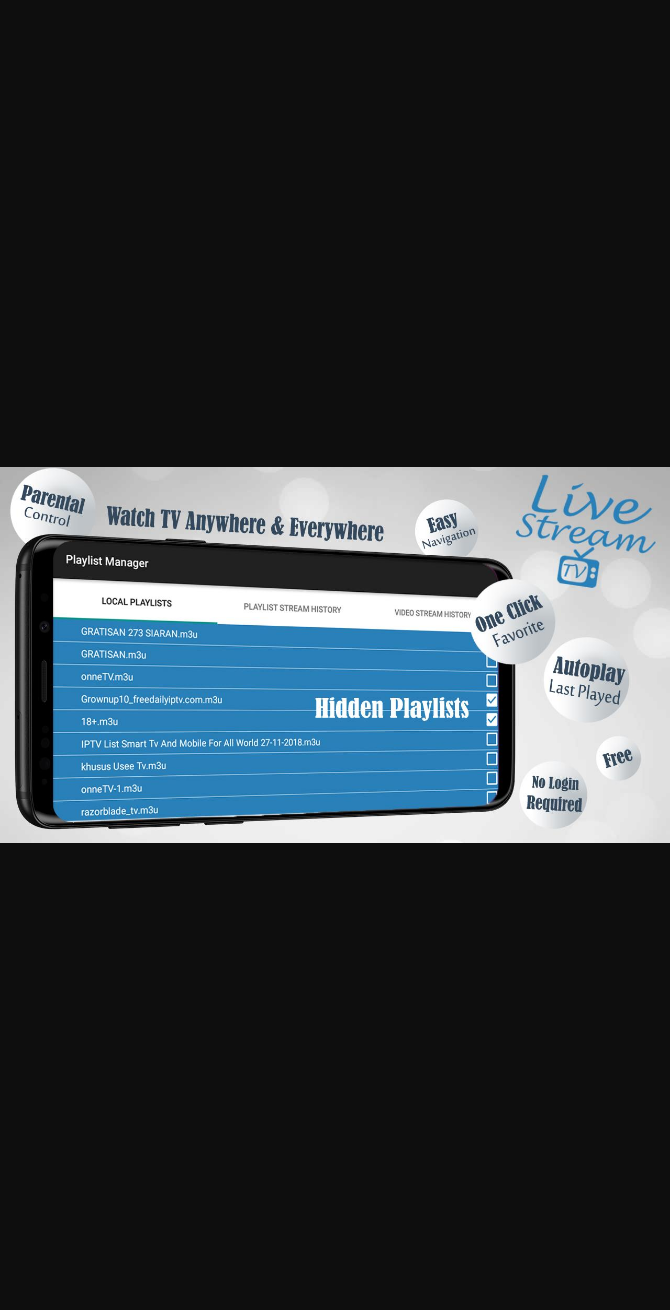 Parental
Control
Watch TV Anywhere & Everywhere
Easy
Navigation
Live
Stream
TV
Playlist Manager
LOCAL PLAYLISTS
PLAYLIST STREAM HISTORY
VIDEO STREAM HISTORY
One Click
Favorite
GRATISAN 273 SIARAN.m3u
GRATISAN.m3u
onneTV.m3u
Grownup10_freedailyiptv.com.m3u
Hidden Playlists
18+.m3u
IPTV List Smart Tv And Mobile For All World 27-11-2018.m3u
khusus Usee Tv.m3u
onneTV-1.m3u
razorblade_tv.m3u
Autoplay
Last Played
Free
No Login
Required